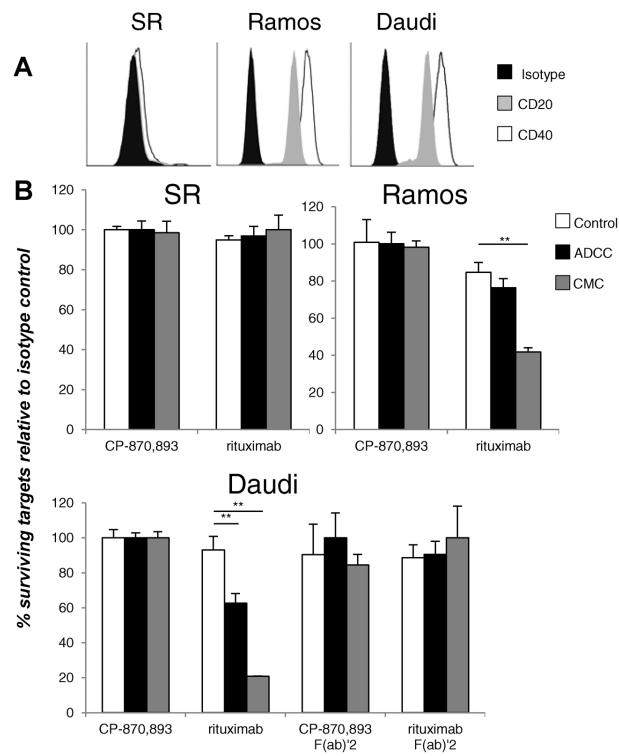 SR Ramos Daudi
A
Isotype
CD20
CD40
B
% surviving targets relative to isotype control
SR
120
100
80
60
40
20
0
CP-870,893 rituximab
Ramos
**
120
100
80
60
40
20
0
CP-870,893 rituximab
Control
ADCC
CMC
Daudi
**
**
120
100
80
60
40
20
0
CP-870,893 rituximab CP-870,893 rituximab
F(ab)'2 F(ab)'2